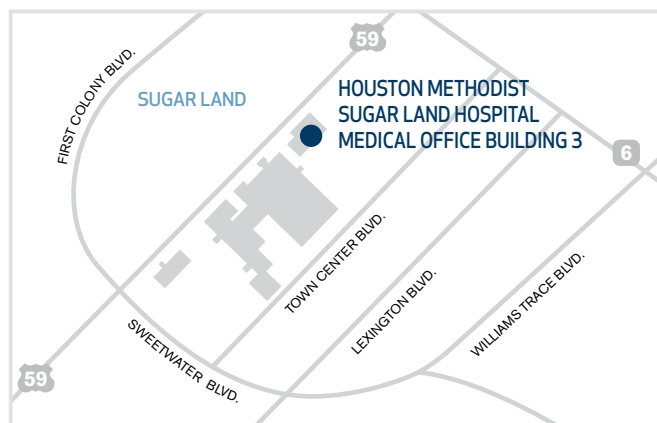 59
FIRST COLONY BLVD.
SUGAR LAND
HOUSTON METHODIST
SUGAR LAND HOSPITAL
MEDICAL OFFICE BUILDING 3
6
TOWN CENTER BLVD.
LEXINGTON BLVD.
WILLIAMS TRACE BLVD.
SWEETWATER BLVD.
59